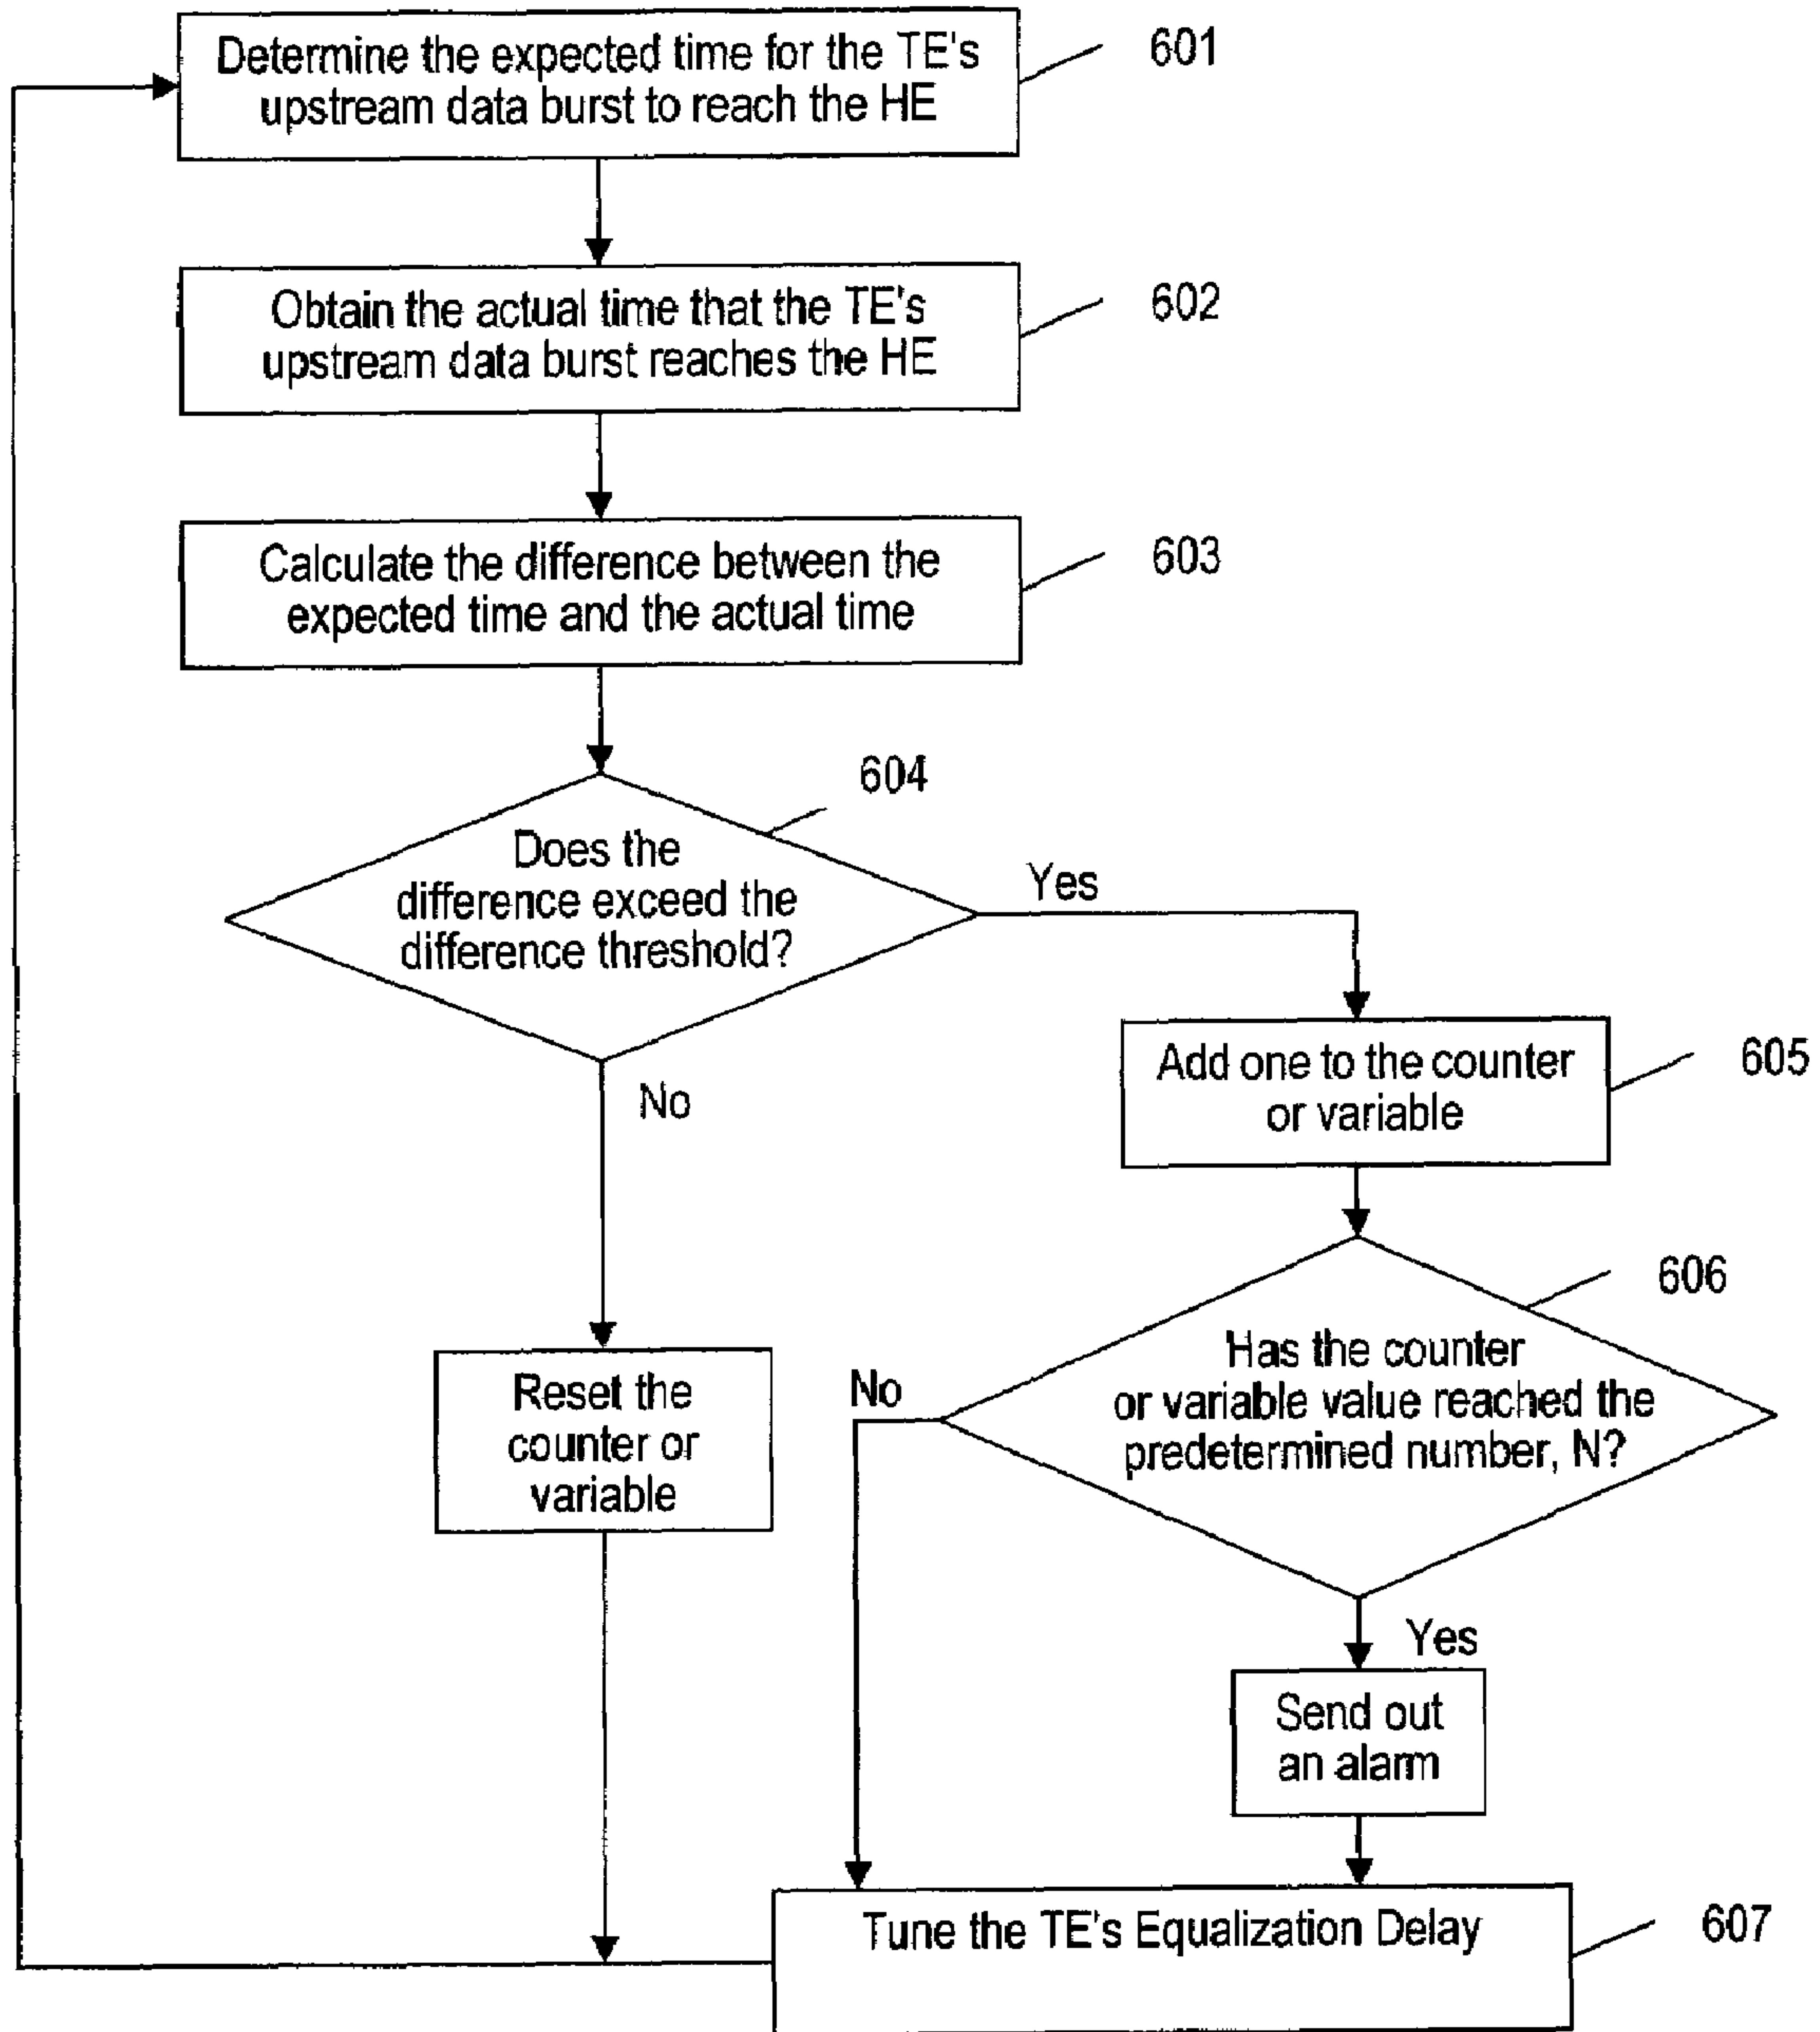 Determine the expected time for the TE's
upstream data burst to reach the HE
601
Obtain the actual time that the TE's
upstream data burst reaches the HE
602
Calculate the difference between the
expected time and the actual time
603
604
Does the
difference exceed the
difference threshold?
Yes
No
Add one to the counter
or variable
605
606
Has the counter
or variable value reached the
predetermined number, N?
No
Yes
Reset the
counter or
variable
Send out
an alarm
Tune the TE's Equalization Delay
607